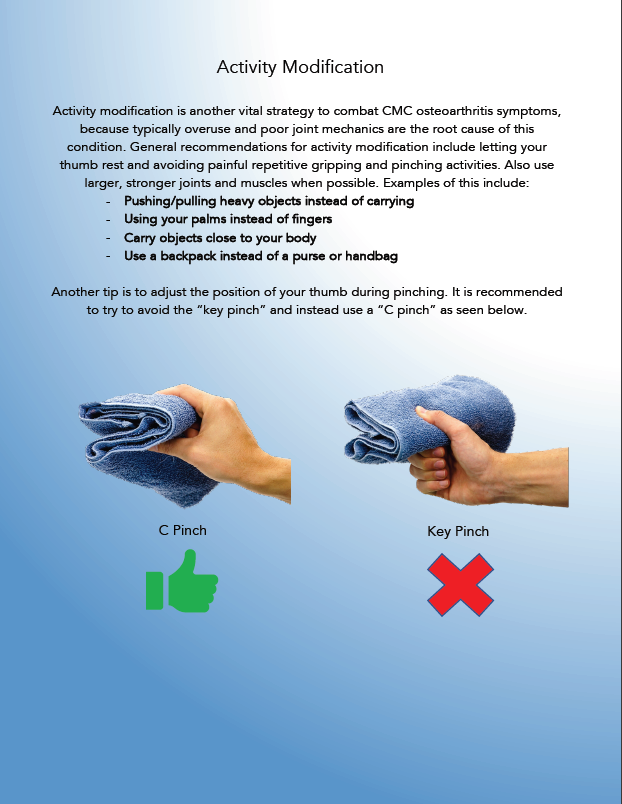 Activity Modification
Activity modification is another vital strategy to combat CMC osteoarthritis symptoms,
because typically overuse and poor joint mechanics are the root cause of this
condition. General recommendations for activity modification include letting your
thumb rest and avoiding painful repetitive gripping and pinching activities. Also use
larger, stronger joints and muscles when possible. Examples of this include:
- Pushing/pulling heavy objects instead of carrying
- Using your palms instead of fingers
- Carry objects close to your body
- Use a backpack instead of a purse or handbag
Another tip is to adjust the position of your thumb during pinching. It is recommended
to try to avoid the “key pinch” and instead use a “C pinch” as seen below.
C Pinch
Key Pinch